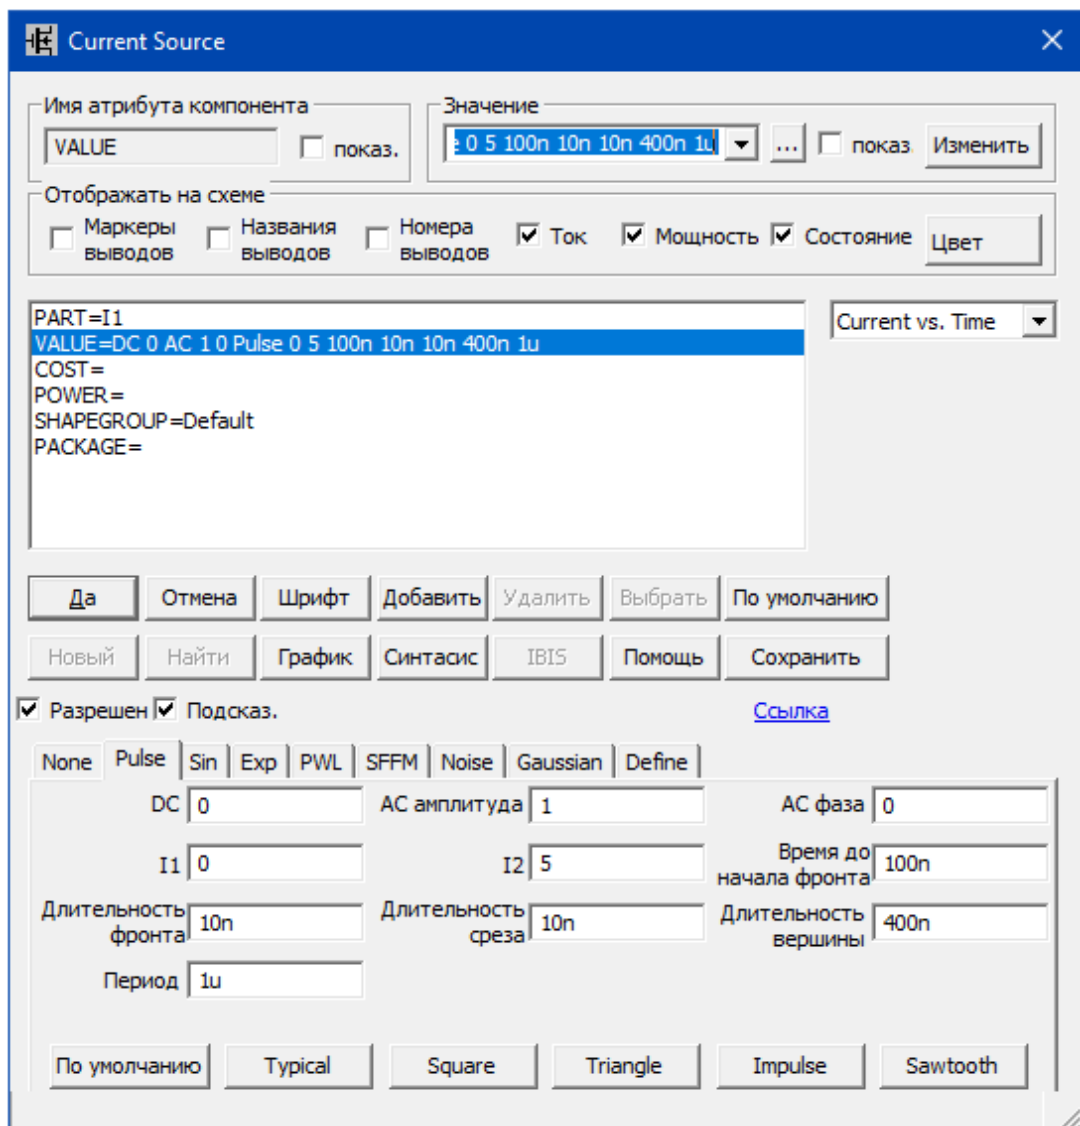 Current Source
Имя атрибута компонента
Значение
VALUE
показ.
e 0 5 100n 10n 10n 400n 1u
...
показ.
Изменить
Отображать на схеме
Маркеры выводов
Названия выводов
Номера выводов
Ток
Мощность
Состояние
Цвет
PART=I1
VALUE=DC 0 AC 1 0 Pulse 0 5 100n 10n 10n 400n 1u
COST=
POWER=
SHAPEGROUP=Default
PACKAGE=
Current vs. Time
Да Отмена Шрифт Добавить Удалить Выбрать По умолчанию
Новый Найти График Синтасис IBIS Помощь Сохранить
Разрешен Подсказ. Ссылка
None Pulse Sin Exp PWL SFFM Noise Gaussian Define
DC 0 AC амплитуда 1 AC фаза 0
I1 0 I2 5 Время до начала фронта 100n
Длительность фронта 10n Длительность среза 10n Длительность вершины 400n
Период 1u
По умолчанию Typical Square Triangle Impulse Sawtooth